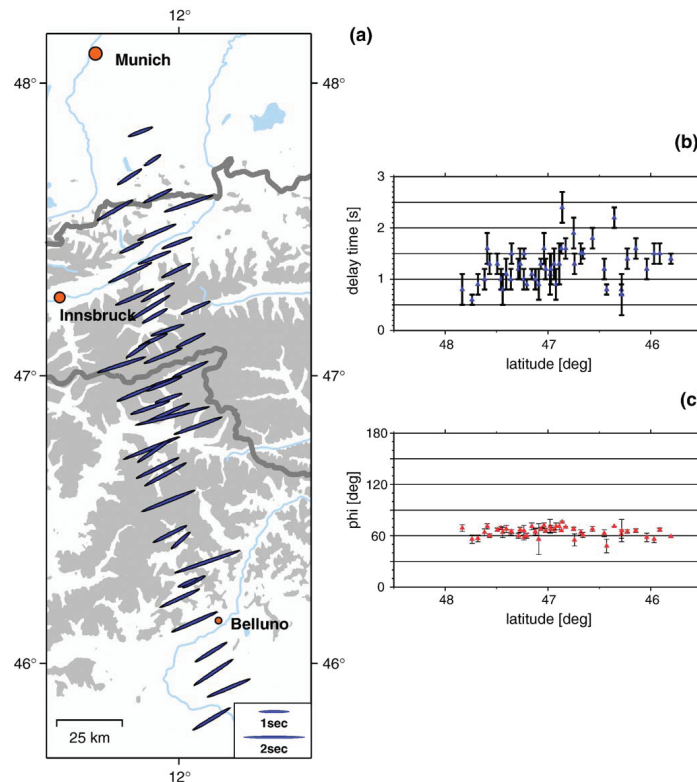 12°
(a)
Munich
48°
48°
Innsbruck
47°
47°
Belluno
46°
46°
25 km
1sec
2sec
12°
(b)
3
2
1
0
delay time [s]
48
47
46
latitude [deg]
(c)
180
120
60
0
phi [deg]
48
47
46
latitude [deg]